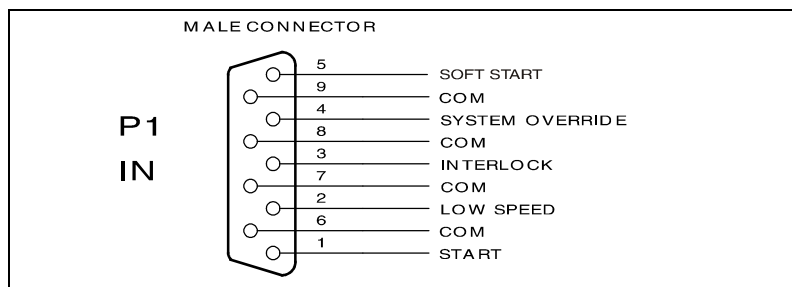 MALE CONNECTOR
P1
IN
5 SOFT START
9 COM
4 SYSTEM OVERRIDE
8 COM
3 INTERLOCK
7 COM
2 LOW SPEED
6 COM
1 START